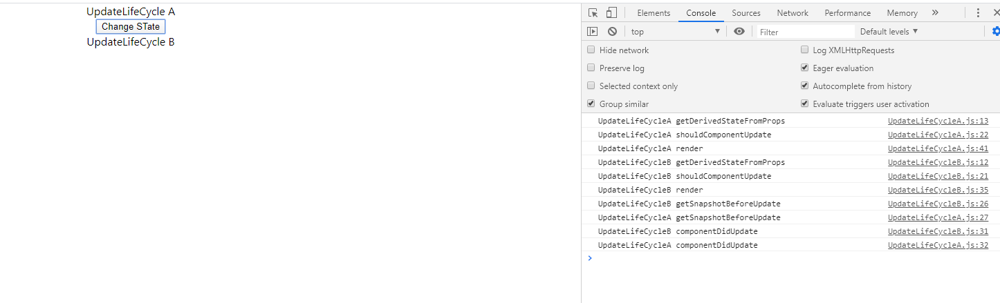 UpdateLifeCycle A
Change STate
UpdateLifeCycle B
Elements Console Sources Network Performance Memory »
top Filter Default levels
Hide network Log XMLHttpRequests
Preserve log Eager evaluation
Selected context only Autocomplete from history
Group similar Evaluate triggers user activation
UpdateLifeCycleA getDerivedStateFromProps UpdateLifeCycleA.js:13
UpdateLifeCycleA shouldComponentUpdate UpdateLifeCycleA.js:22
UpdateLifeCycleA render UpdateLifeCycleA.js:41
UpdateLifeCycleB getDerivedStateFromProps UpdateLifeCycleB.js:12
UpdateLifeCycleB shouldComponentUpdate UpdateLifeCycleB.js:21
UpdateLifeCycleB render UpdateLifeCycleB.js:35
UpdateLifeCycleB getSnapshotBeforeUpdate UpdateLifeCycleB.js:26
UpdateLifeCycleA getSnapshotBeforeUpdate UpdateLifeCycleA.js:27
UpdateLifeCycleB componentDidUpdate UpdateLifeCycleB.js:31
UpdateLifeCycleA componentDidUpdate UpdateLifeCycleA.js:32